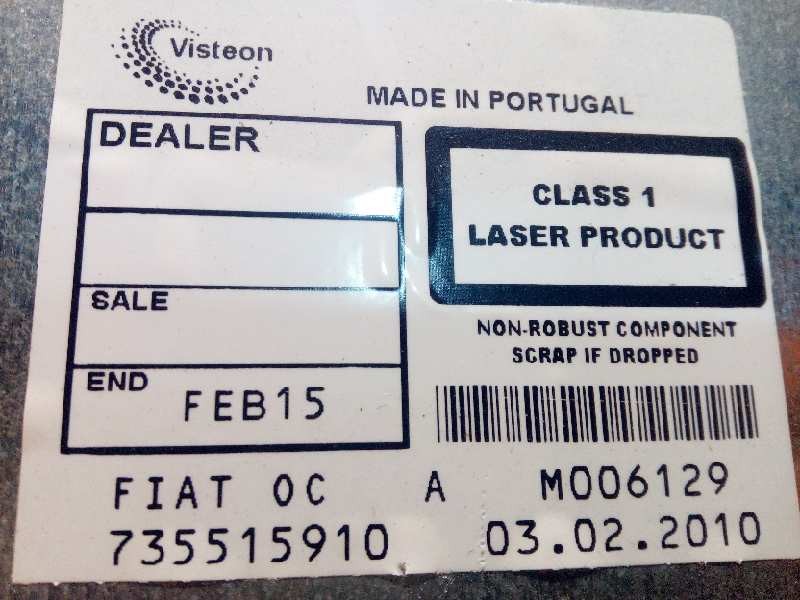 Visteon
MADE IN PORTUGAL
DEALER
CLASS 1
LASER PRODUCT
SALE
NON-ROBUST COMPONENT
SCRAP IF DROPPED
END
FEB15
FIAT OC A M006129
735515910 03.02.2010